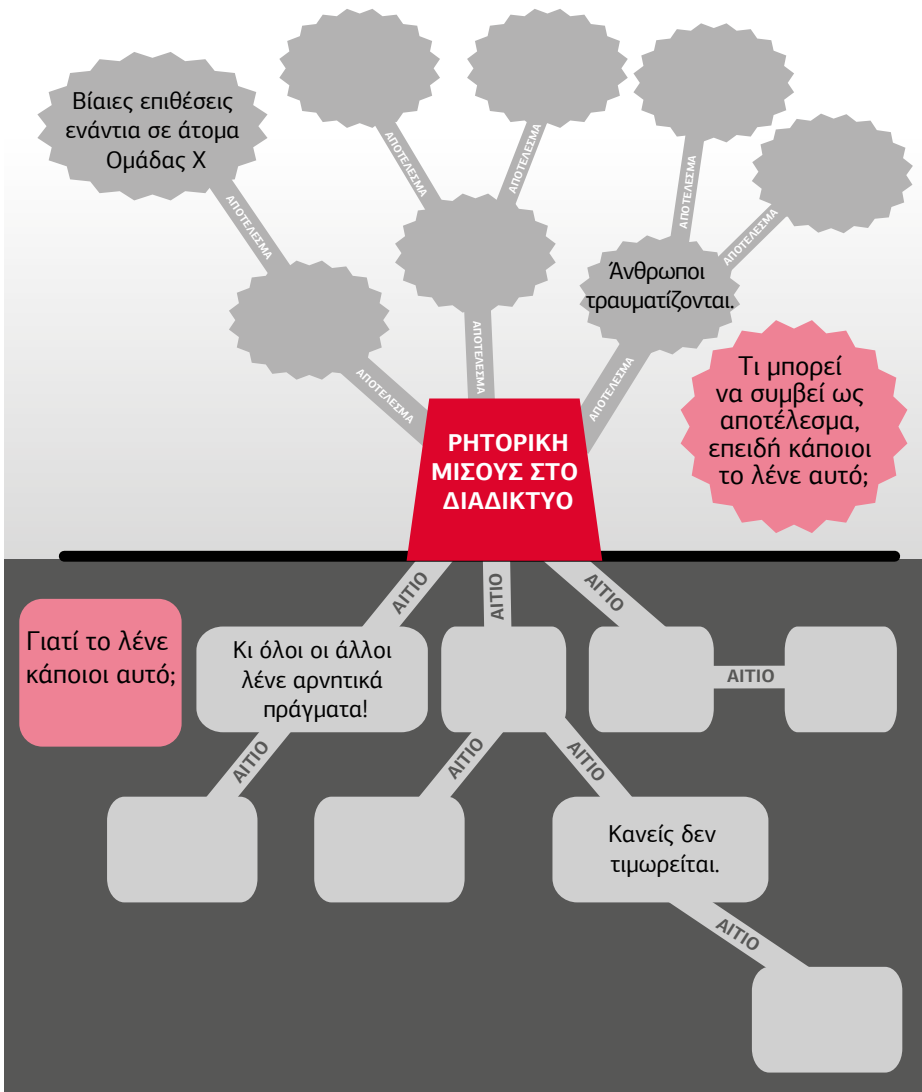 Βίαιες επιθέσεις
ενάντια σε άτομα
Ομάδας Χ
ΑΠΟΤΕΛΕΣΜΑ
ΑΠΟΤΕΛΕΣΜΑ
ΑΠΟΤΕΛΕΣΜΑ
ΑΠΟΤΕΛΕΣΜΑ
ΑΠΟΤΕΛΕΣΜΑ
Άνθρωποι
τραυματίζονται.
ΑΠΟΤΕΛΕΣΜΑ
ΑΠΟΤΕΛΕΣΜΑ
ΑΠΟΤΕΛΕΣΜΑ
Τι μπορεί
να συμβεί ως
αποτέλεσμα,
επειδή κάποιοι
το λένε αυτό;
ΡΗΤΟΡΙΚΗ
ΜΙΣΟΥΣ ΣΤΟ
ΔΙΑΔΙΚΤΥΟ
ΑΙΤΙΟ
ΑΙΤΙΟ
ΑΙΤΙΟ
Γιατί το λένε
κάποιοι αυτό;
Κι όλοι οι άλλοι
λένε αρνητικά
πράγματα!
ΑΙΤΙΟ
ΑΙΤΙΟ
ΑΙΤΙΟ
ΑΙΤΙΟ
Κανείς δεν
τιμωρείται.
ΑΙΤΙΟ